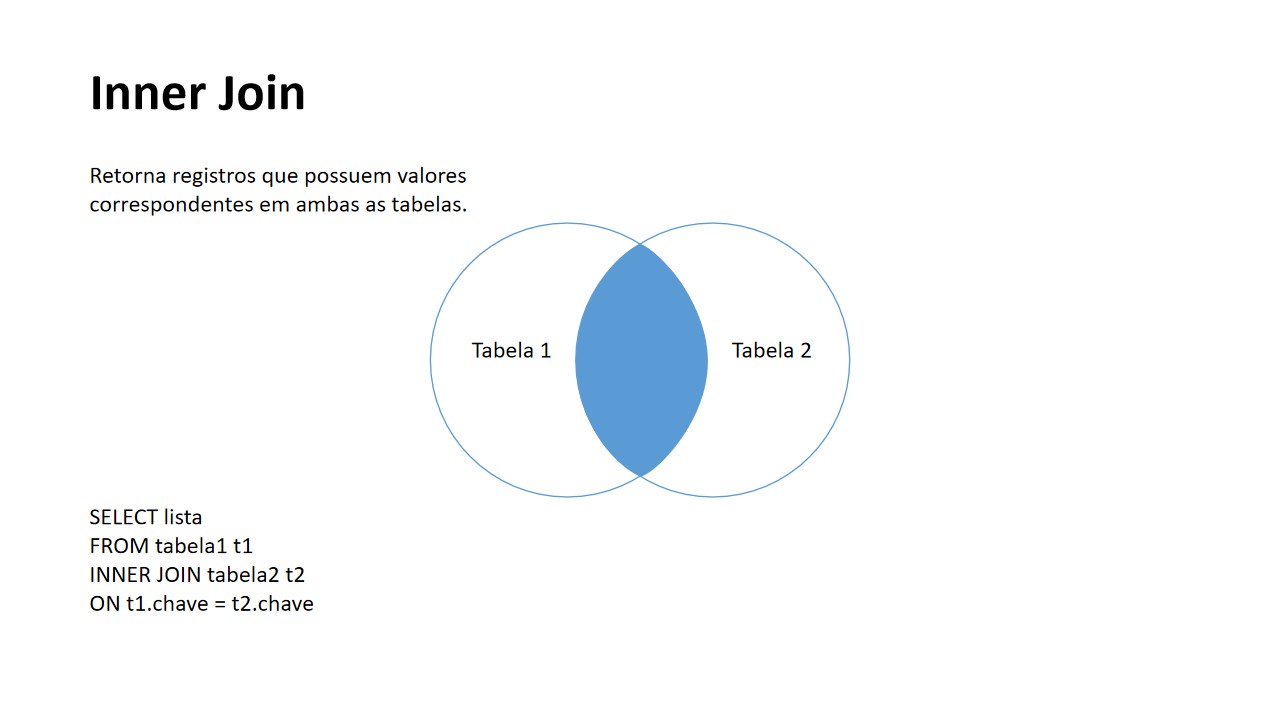 Inner Join
Retorna registros que possuem valores
correspondentes em ambas as tabelas.
Tabela 1
Tabela 2
SELECT lista
FROM tabela1 t1
INNER JOIN tabela2 t2
ON t1.chave = t2.chave